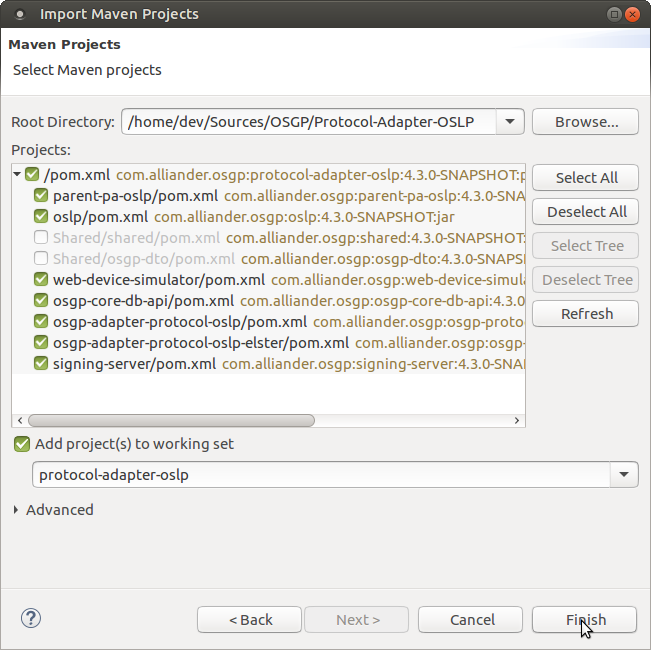 Import Maven Projects
Maven Projects
Select Maven projects
Root Directory: /home/dev/Sources/OSGP/Protocol-Adapter-OSLP Browse...
Projects:
/pom.xml com.alliander.osgp:protocol-adapter-oslp:4.3.0-SNAPSHOT:p
parent-pa-oslp/pom.xml com.alliander.osgp:parent-pa-oslp:4.3.0-SNA
oslp/pom.xml com.alliander.osgp:oslp:4.3.0-SNAPSHOT:jar
Shared/shared/pom.xml com.alliander.osgp:shared:4.3.0-SNAPSHOT:
Shared/osgp-dto/pom.xml com.alliander.osgp:osgp-dto:4.3.0-SNAPS
web-device-simulator/pom.xml com.alliander.osgp:web-device-simula
osgp-core-db-api/pom.xml com.alliander.osgp:osgp-core-db-api:4.3.0
osgp-adapter-protocol-oslp/pom.xml com.alliander.osgp:osgp-proto
osgp-adapter-protocol-oslp-elster/pom.xml com.alliander.osgp:osgp-
signing-server/pom.xml com.alliander.osgp:signing-server:4.3.0-SNA
Select All
Deselect All
Select Tree
Deselect Tree
Refresh
Add project(s) to working set
protocol-adapter-oslp
Advanced
? < Back Next > Cancel Finish